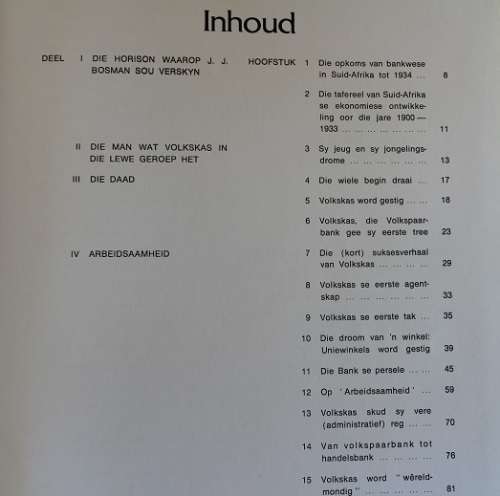 Inhoud
DEEL I DIE HORISON WAAROP J. J. HOOFSTUK 1 Die opkoms van bankwese
BOSMAN SOU VERSKYN in Suid-Afrika tot 1934 ... 6
2 Die tafereel van Suid-Afrika
se ekonomiese ontwikke-
ling oor die jare 1900—
1933 ... ... ... ... ... ... 11
II DIE MAN WAT VOLKSKAS IN 3 Sy jeug en sy jongelings-
DIE LEWE GEROEP HET drome ... ... ... ... ... 13
III DIE DAAD 4 Die wiele begin draai ... 17
5 Volkskas word gestig ... ... 18
6 Volkskas, die Volkspaar-
bank gee sy eerste tree 23
IV ARBEIDSAAMHEID 7 Die (kort) suksesverhaal
van Volkskas ... ... ... ... 29
8 Volkskas se eerste agent-
skap ... ... ... ... ... ... 33
9 Volkskas se eerste tak ... 35
10 Die droom van 'n winkel:
Uniewinkels word gestig 39
11 Die Bank se persele ... ... 45
12 Op 'Arbeidsaamheid' ... 59
13 Volkskas skud sy vere
(administratief) reg ... ... 70
14 Van volkspaarbank tot
handelsbank ... ... ... ... 76
15 Volkskas word "wêreld-
mondig" ... ... ... ... ... 81